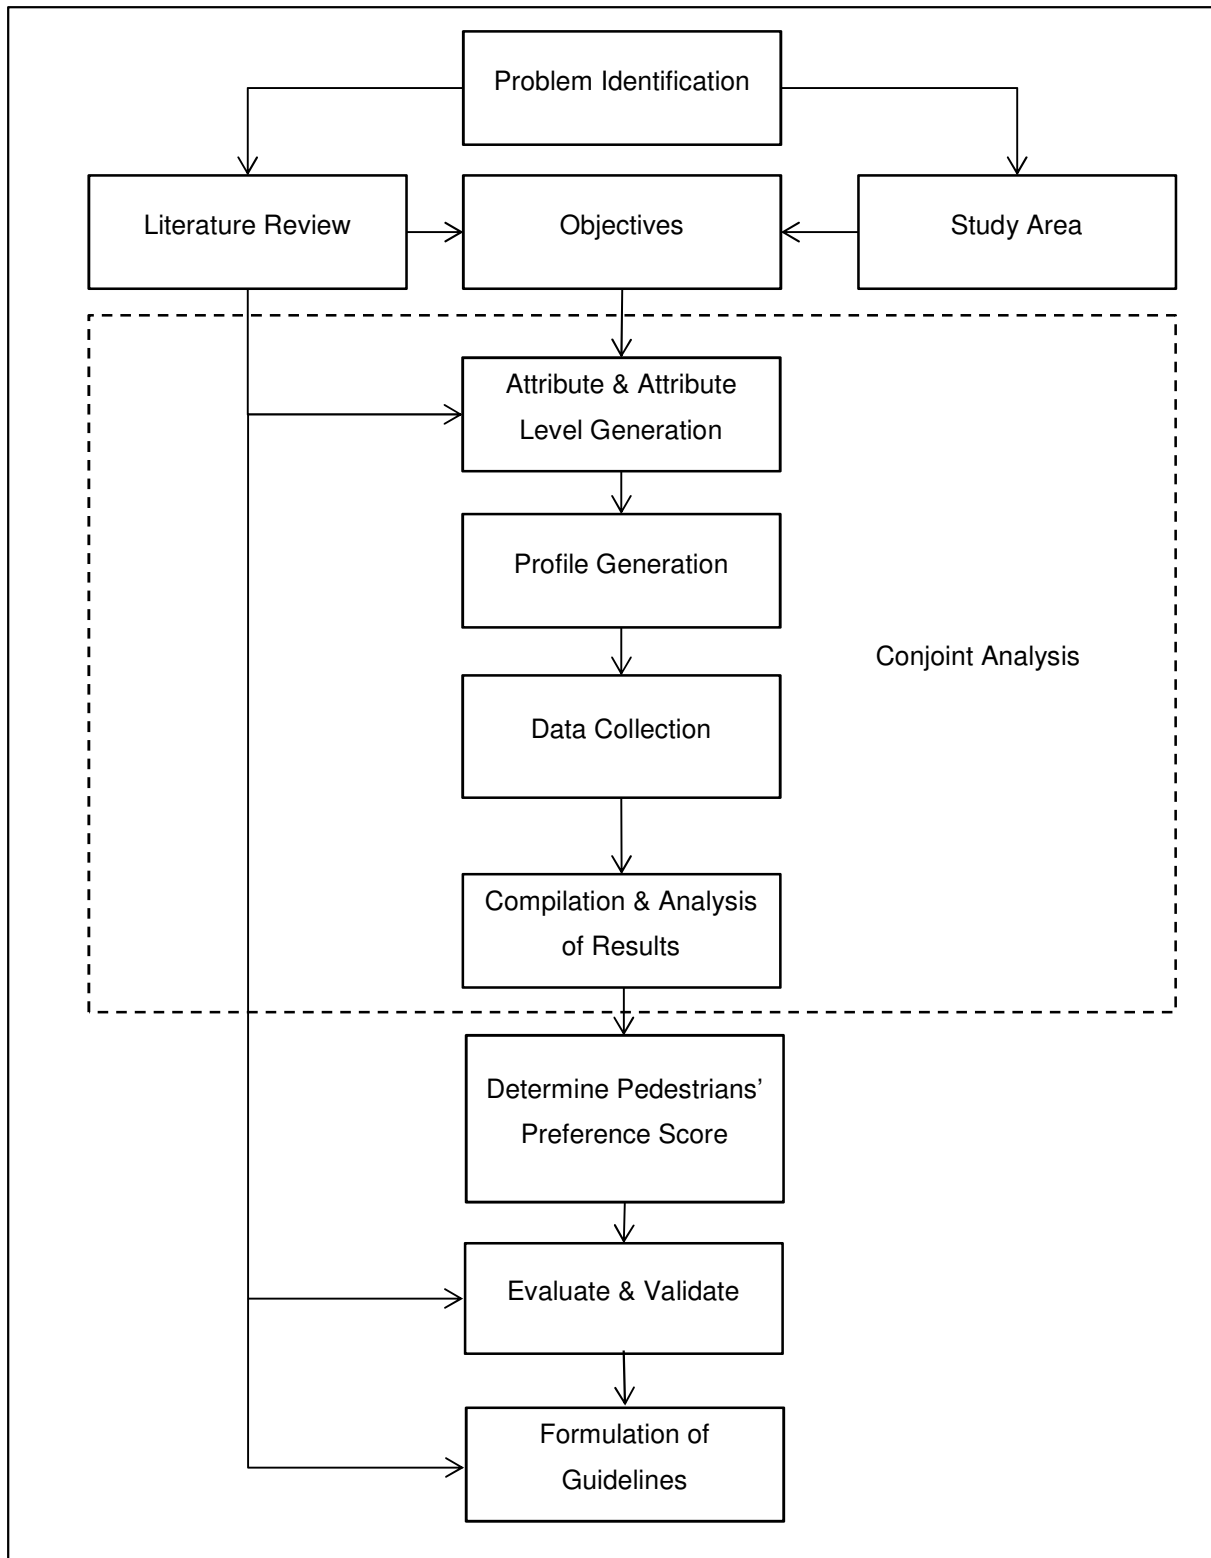 Problem Identification
Literature Review
Objectives
Study Area
Attribute & Attribute
Level Generation
Profile Generation
Conjoint Analysis
Data Collection
Compilation & Analysis
of Results
Determine Pedestrians’
Preference Score
Evaluate & Validate
Formulation of
Guidelines